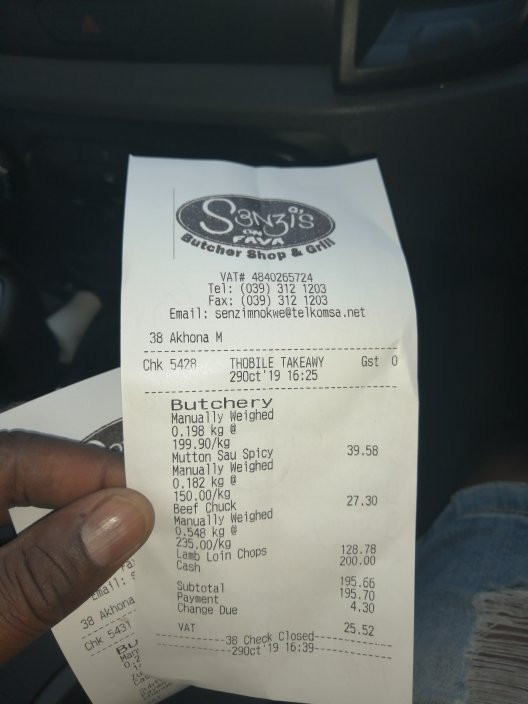 Senzi's
ON
FAVA
Butcher Shop & Grill
VAT# 4840265724
Tel: (039) 312 1203
Fax: (039) 312 1203
Email: senzimnokwe@telkomsa.net
38 Akhona M
Chk 5428 THOBILE TAKEAWY Gst 0
29Oct'19 16:25
Butchery
Manually Weighed
0.198 kg @
199.90/kg
Mutton Sau Spicy 39.58
Manually Weighed
0.182 kg @
150.00/kg
Beef Chuck 27.30
Manually Weighed
0.548 kg @
235.00/kg
Lamb Loin Chops 128.78
Cash 200.00
Subtotal 195.66
Payment 195.70
Change Due 4.30
VAT 25.52
38 Check Closed
29Oct'19 16:39
Email: s
38 Akhona
Chk 5431